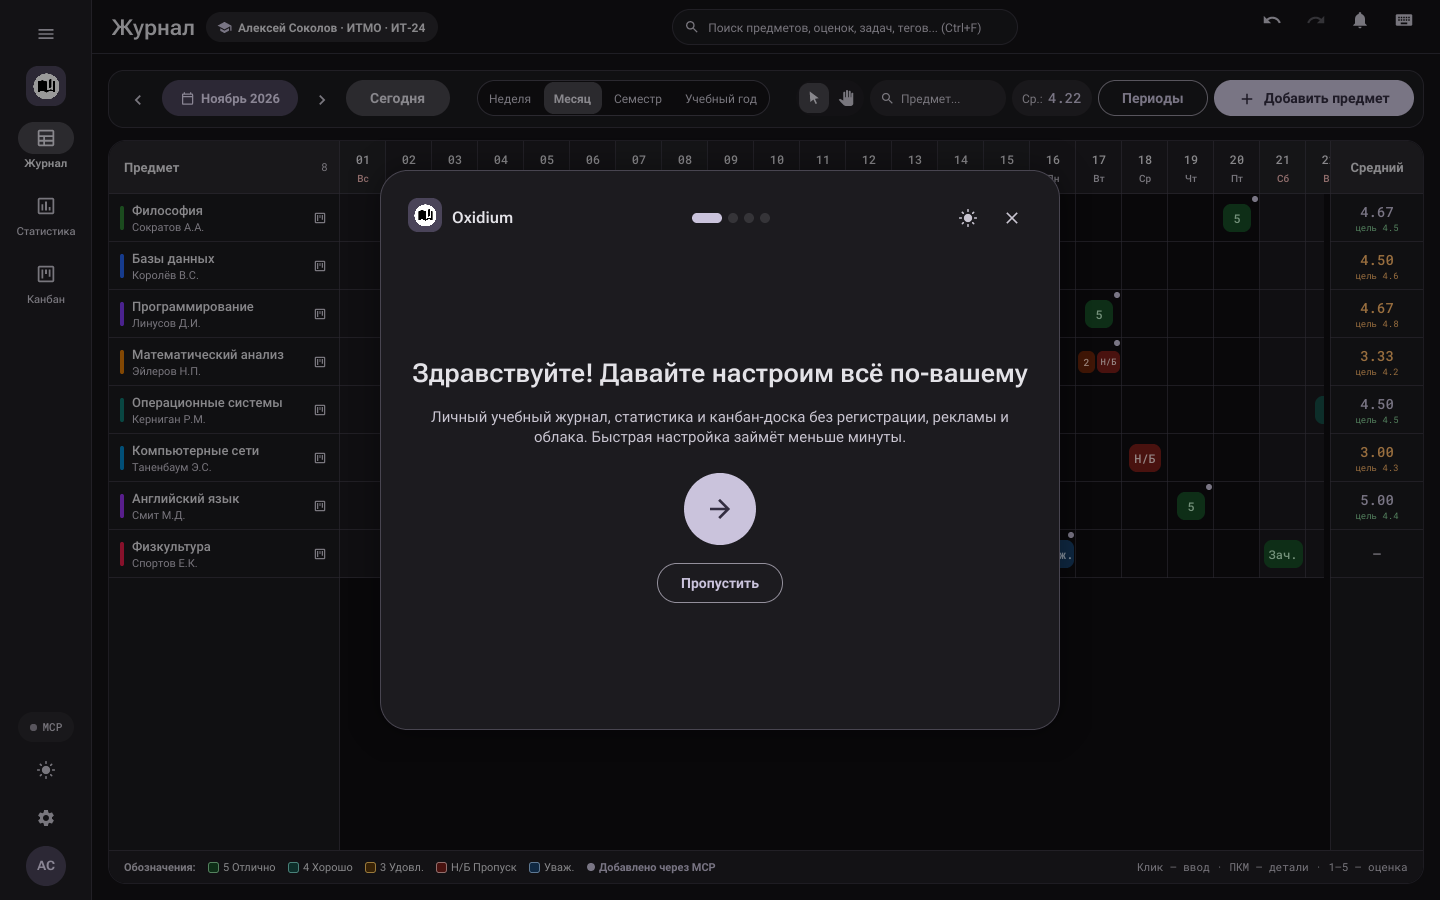 Журнал
Алексей Соколов · ИТМО · ИТ-24
Поиск предметов, оценок, задач, тегов... (Ctrl+F)
Ноябрь 2026
Сегодня
Неделя
Месяц
Семестр
Учебный год
Предмет...
Ср.: 4.22
Периоды
+ Добавить предмет
Журнал
Статистика
Канбан
MCP
АС
Предмет 8
01 02 03 04 05 06 07 08 09 10 11 12 13 14 15 16 17 18 19 20 21
Вс Вт Ср Чт Пт Сб
Средний
Философия
Сократов А.А.
5
4.67
цель 4.5
Базы данных
Королёв В.С.
4.50
цель 4.6
Программирование
Линусов Д.И.
5
4.67
цель 4.8
Математический анализ
Эйлеров Н.П.
2 Н/Б
3.33
цель 4.2
Операционные системы
Керниган Р.М.
4.50
цель 4.5
Компьютерные сети
Таненбаум Э.С.
Н/Б
3.00
цель 4.3
Английский язык
Смит М.Д.
5
5.00
цель 4.4
Физкультура
Спортов Е.К.
Зач.
—
Oxidium
Здравствуйте! Давайте настроим всё по-вашему
Личный учебный журнал, статистика и канбан-доска без регистрации, рекламы и
облака. Быстрая настройка займёт меньше минуты.
Пропустить
Обозначения: 5 Отлично 4 Хорошо 3 Удовл. Н/Б Пропуск Уваж. Добавлено через MCP
Клик — ввод · ПКМ — детали · 1–5 — оценка